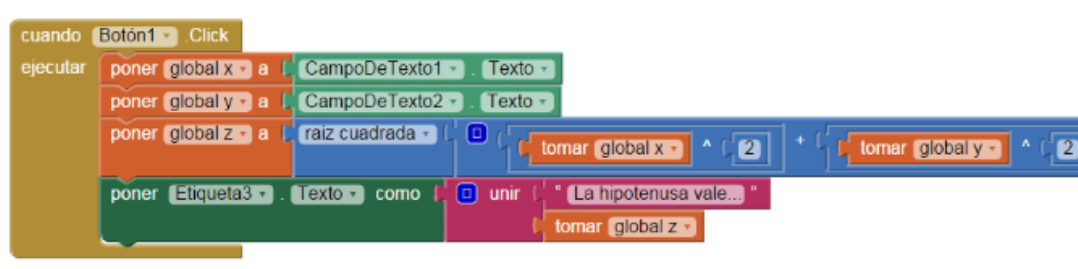 cuando Botón1 .Click
ejecutar poner global x a CampoDeTexto1 . Texto
poner global y a CampoDeTexto2 . Texto
poner global z a raiz cuadrada tomar global x ^ 2 + tomar global y ^ 2
poner Etiqueta3 . Texto como unir " La hipotenusa vale... "
tomar global z